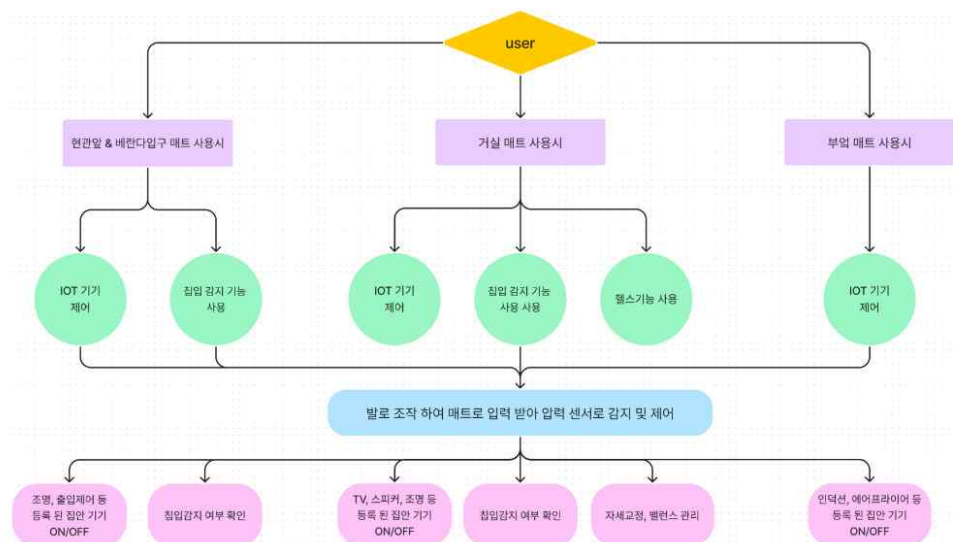 user
현관앞 & 베란다입구 매트 사용시
거실 매트 사용시
부엌 매트 사용시
IOT 기기
제어
침입 감지 기능
사용
IOT 기기
제어
침입 감지 기능
사용 사용
헬스기능 사용
IOT 기기
제어
발로 조작 하여 매트로 입력 받아 압력 센서로 감지 및 제어
조명, 출입제어 등
등록 된 집안 기기
ON/OFF
침입감지 여부 확인
TV, 스피커, 조명 등
등록 된 집안 기기
ON/OFF
침입감지 여부 확인
자세교정, 밸런스 관리
인덕션, 에어프라이어 등
등록 된 집안 기기
ON/OFF